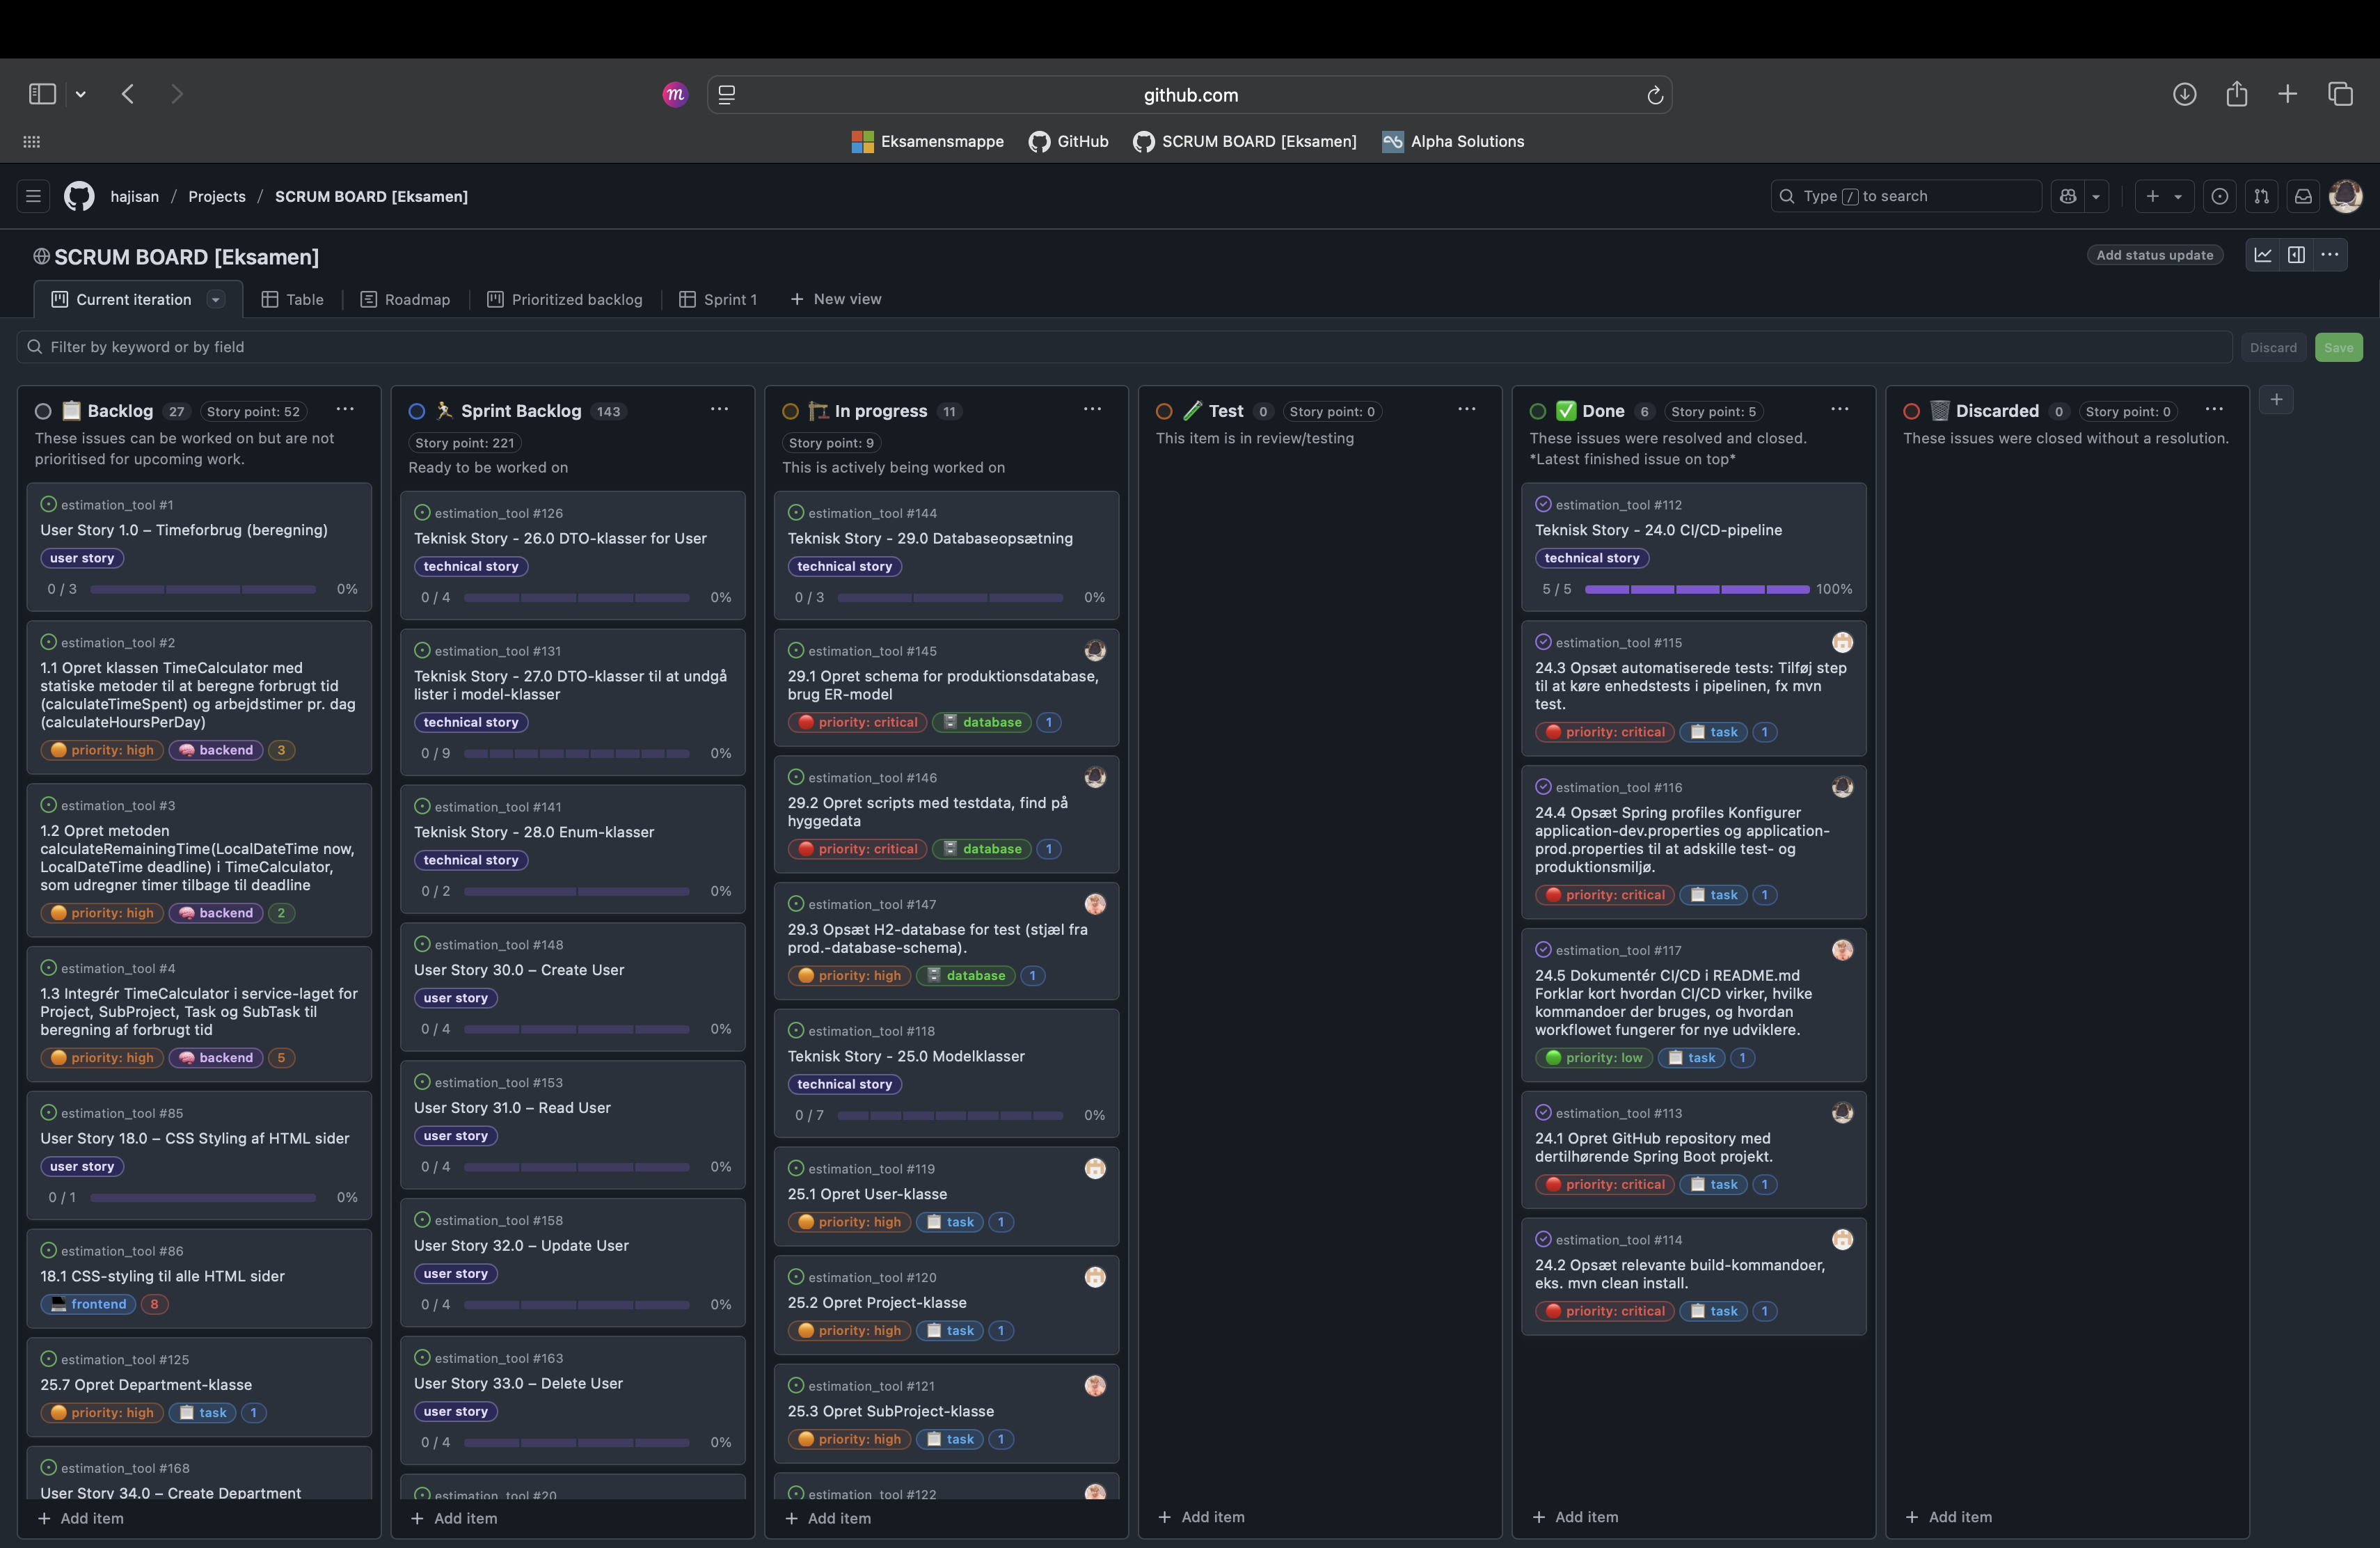 github.com
Eksamensmappe
GitHub
SCRUM BOARD [Eksamen]
Alpha Solutions
hajisan / Projects / SCRUM BOARD [Eksamen]
Type / to search
SCRUM BOARD [Eksamen]
Add status update
Current iteration
Table
Roadmap
Prioritized backlog
Sprint 1
New view
Filter by keyword or by field
Discard
Save
Backlog 27 Story point: 52
These issues can be worked on but are not
prioritised for upcoming work.
estimation_tool #1
User Story 1.0 – Timeforbrug (beregning)
user story
0 / 3 0%
estimation_tool #2
1.1 Opret klassen TimeCalculator med
statiske metoder til at beregne forbrugt tid
(calculateTimeSpent) og arbejdstimer pr. dag
(calculateHoursPerDay)
priority: high backend 3
estimation_tool #3
1.2 Opret metoden
calculateRemainingTime(LocalDateTime now,
LocalDateTime deadline) i TimeCalculator,
som udregner timer tilbage til deadline
priority: high backend 2
estimation_tool #4
1.3 Integrér TimeCalculator i service-laget for
Project, SubProject, Task og SubTask til
beregning af forbrugt tid
priority: high backend 5
estimation_tool #85
User Story 18.0 – CSS Styling af HTML sider
user story
0 / 1 0%
estimation_tool #86
18.1 CSS-styling til alle HTML sider
frontend 8
estimation_tool #125
25.7 Opret Department-klasse
priority: high task 1
estimation_tool #168
User Story 34.0 – Create Department
Add item
Sprint Backlog 143
Story point: 221
Ready to be worked on
estimation_tool #126
Teknisk Story - 26.0 DTO-klasser for User
technical story
0 / 4 0%
estimation_tool #131
Teknisk Story - 27.0 DTO-klasser til at undgå
lister i model-klasser
technical story
0 / 9 0%
estimation_tool #141
Teknisk Story - 28.0 Enum-klasser
technical story
0 / 2 0%
estimation_tool #148
User Story 30.0 – Create User
user story
0 / 4 0%
estimation_tool #153
User Story 31.0 – Read User
user story
0 / 4 0%
estimation_tool #158
User Story 32.0 – Update User
user story
0 / 4 0%
estimation_tool #163
User Story 33.0 – Delete User
user story
0 / 4 0%
estimation_tool #20
Add item
In progress 11
Story point: 9
This is actively being worked on
estimation_tool #144
Teknisk Story - 29.0 Databaseopsætning
technical story
0 / 3 0%
estimation_tool #145
29.1 Opret schema for produktionsdatabase,
brug ER-model
priority: critical database 1
estimation_tool #146
29.2 Opret scripts med testdata, find på
hyggedata
priority: critical database 1
estimation_tool #147
29.3 Opsæt H2-database for test (stjæl fra
prod.-database-schema).
priority: high database 1
estimation_tool #118
Teknisk Story - 25.0 Modelklasser
technical story
0 / 7 0%
estimation_tool #119
25.1 Opret User-klasse
priority: high task 1
estimation_tool #120
25.2 Opret Project-klasse
priority: high task 1
estimation_tool #121
25.3 Opret SubProject-klasse
priority: high task 1
estimation_tool #122
Add item
Test 0 Story point: 0
This item is in review/testing
Add item
Done 6 Story point: 5
These issues were resolved and closed.
*Latest finished issue on top*
estimation_tool #112
Teknisk Story - 24.0 CI/CD-pipeline
technical story
5 / 5 100%
estimation_tool #115
24.3 Opsæt automatiserede tests: Tilføj step
til at køre enhedstests i pipelinen, fx mvn
test.
priority: critical task 1
estimation_tool #116
24.4 Opsæt Spring profiles Konfigurer
application-dev.properties og application-
prod.properties til at adskille test- og
produktionsmiljø.
priority: critical task 1
estimation_tool #117
24.5 Dokumentér CI/CD i README.md
Forklar kort hvordan CI/CD virker, hvilke
kommandoer der bruges, og hvordan
workflowet fungerer for nye udviklere.
priority: low task 1
estimation_tool #113
24.1 Opret GitHub repository med
dertilhørende Spring Boot projekt.
priority: critical task 1
estimation_tool #114
24.2 Opsæt relevante build-kommandoer,
eks. mvn clean install.
priority: critical task 1
Add item
Discarded 0 Story point: 0
These issues were closed without a resolution.
Add item